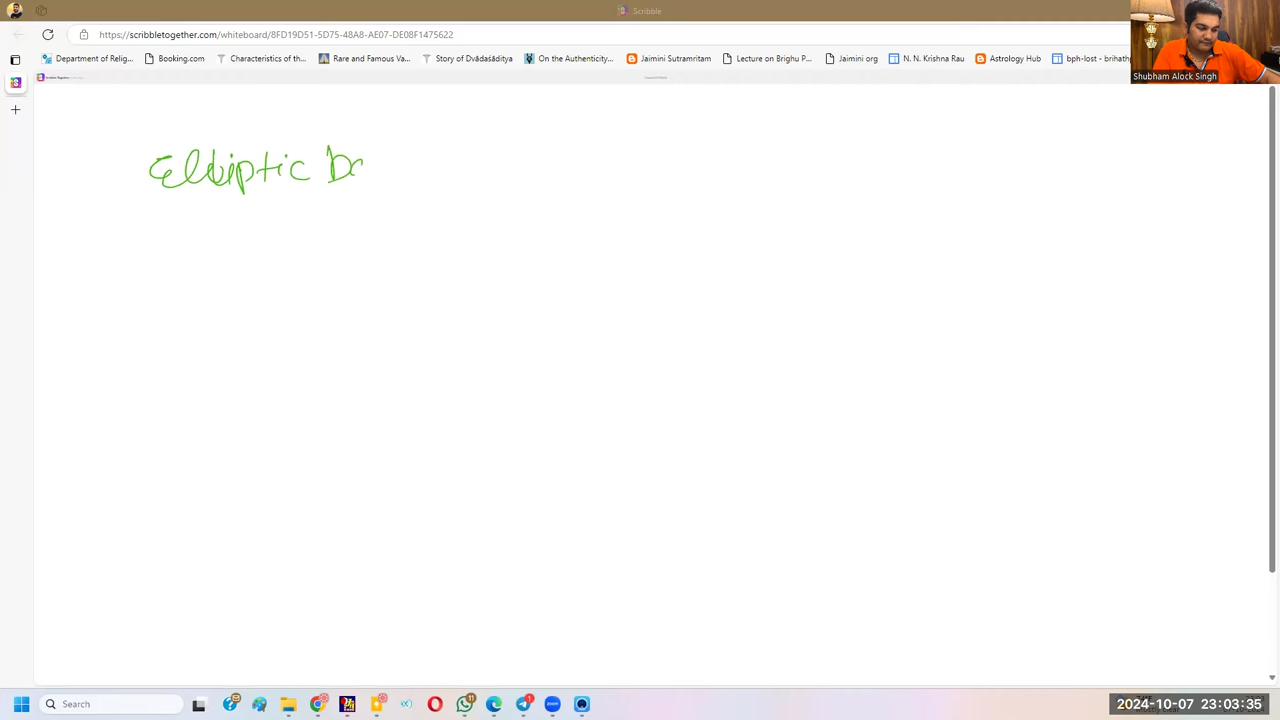 Scribble
https://scribbletogether.com/whiteboard/8FD19D51-5D75-48A8-AE07-DE08F1475622
Department of Relig... Booking.com Characteristics of th... Rare and Famous Va... Story of Dvādaśāditya On the Authenticity... Jaimini Sutramritam Lecture on Brighu P... Jaimini org N. N. Krishna Rau Astrology Hub bph-lost - brihathp
Shubham Alock Singh
Elliptic Da
Search
2024-10-07 23:03:35